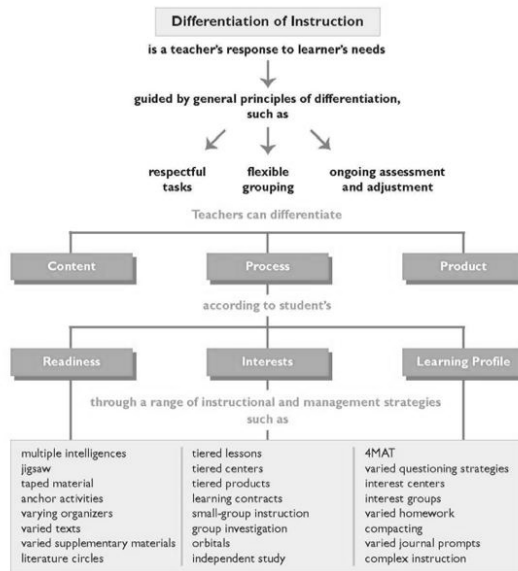 Differentiation of Instruction
is a teacher's response to learner's needs
guided by general principles of differentiation,
such as
respectful
tasks
flexible
grouping
ongoing assessment
and adjustment
Teachers can differentiate
Content
Process
Product
according to student's
Readiness
Interests
Learning Profile
through a range of instructional and management strategies
such as
multiple intelligences
jigsaw
taped material
anchor activities
varying organizers
varied texts
varied supplementary materials
literature circles
tiered lessons
tiered centers
tiered products
learning contracts
small-group instruction
group investigation
orbitals
independent study
4MAT
varied questioning strategies
interest centers
interest groups
varied homework
compacting
varied journal prompts
complex instruction